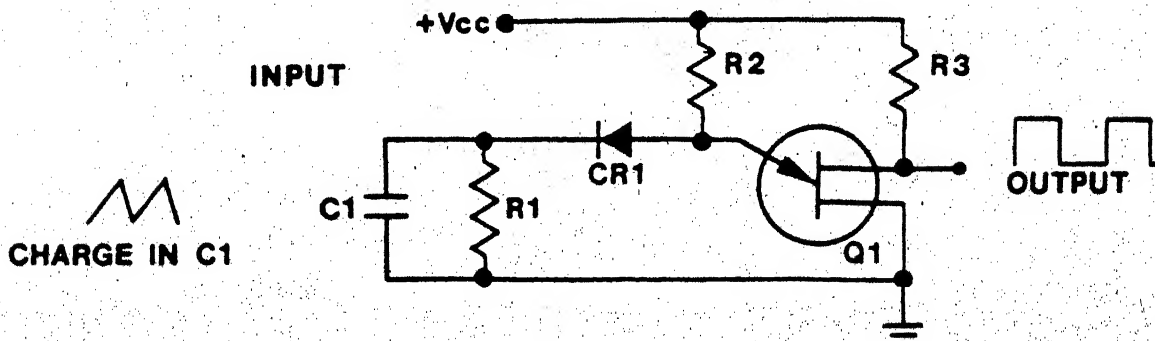 +Vcc
R2
R3
INPUT
CR1
C1
R1
OUTPUT
Q1
CHARGE IN C1